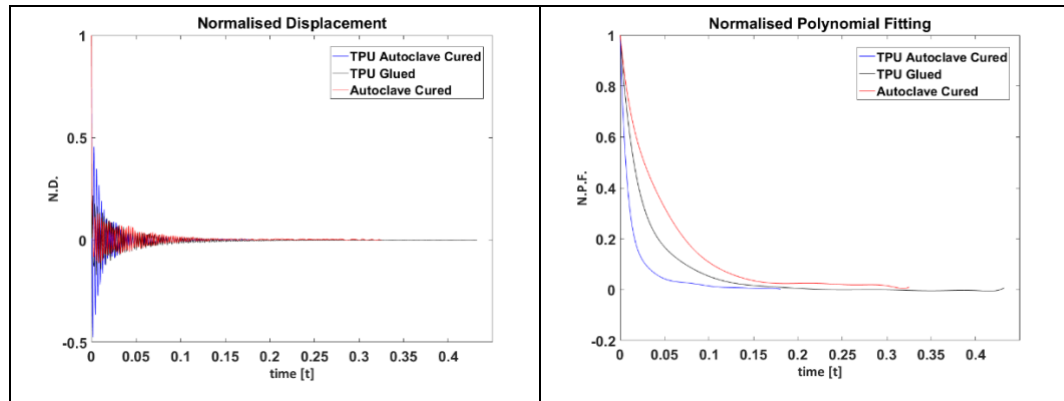 Normalised Displacement
1
TPU Autoclave Cured
TPU Glued
Autoclave Cured
0.5
N.D.
0
-0.5
0 0.05 0.1 0.15 0.2 0.25 0.3 0.35 0.4
time [t]
Normalised Polynomial Fitting
1
TPU Autoclave Cured
TPU Glued
Autoclave Cured
0.8
0.6
N.P.F.
0.4
0.2
0
-0.2
0 0.05 0.1 0.15 0.2 0.25 0.3 0.35 0.4
time [t]